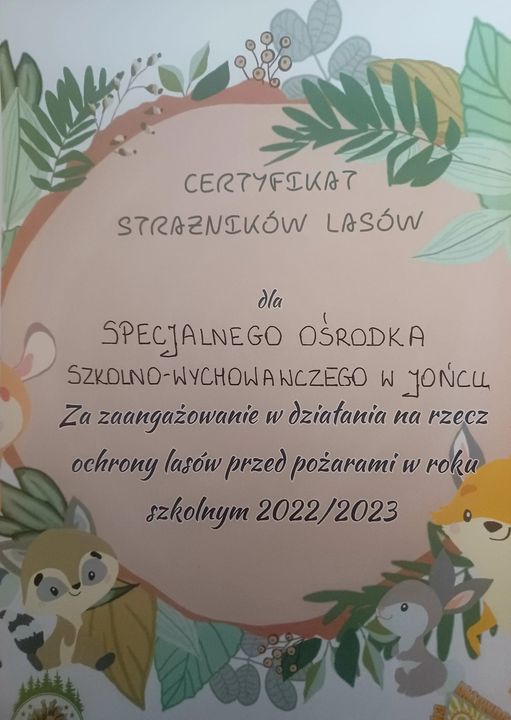 CERTYFIKAT
STRAŻNIKÓW LASÓW
dla
SPECJALNEGO OŚRODKA
SZKOLNO-WYCHOWANCZEGO W JOŃCU
Za zaangażowanie w działania na rzecz
ochrony lasów przed pożarami w roku
szkolnym 2022/2023